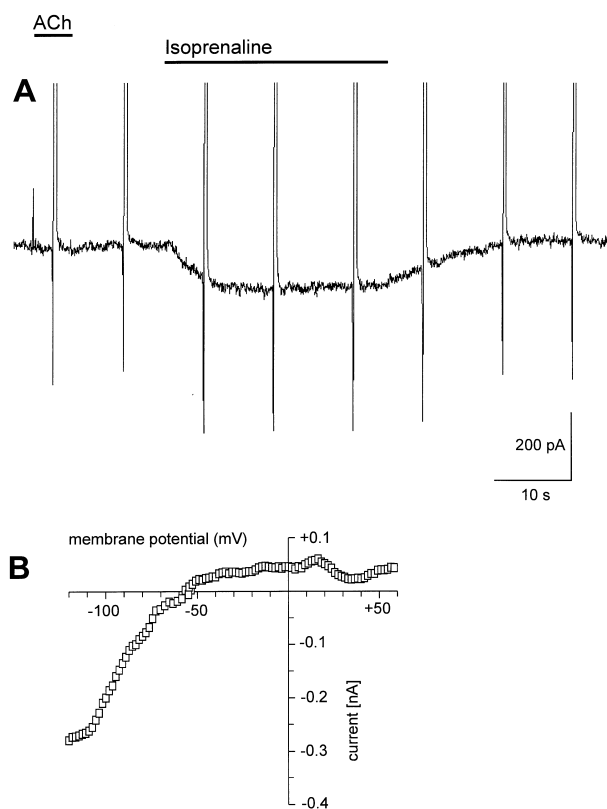 ACh
Isoprenaline
A
200 pA
10 s
B
membrane potential (mV)
+0.1
-100
-50
+50
-0.1
-0.2
-0.3
-0.4
current [nA]